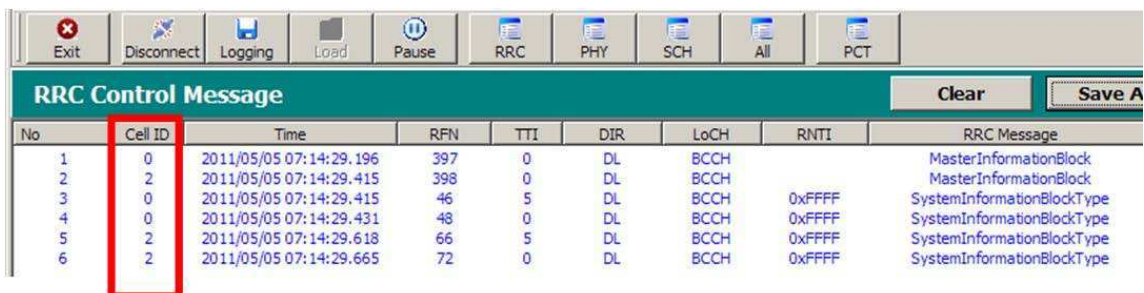 Exit Disconnect Logging Load Pause RRC PHY SCH All PCT
RRC Control Message Clear Save A
No Cell ID Time RFN TTI DIR LoCH RNTI RRC Message
1 0 2011/05/05 07:14:29.196 397 0 DL BCCH MasterInformationBlock
2 2 2011/05/05 07:14:29.415 398 0 DL BCCH MasterInformationBlock
3 0 2011/05/05 07:14:29.415 46 5 DL BCCH 0xFFFF SystemInformationBlockType
4 0 2011/05/05 07:14:29.431 48 0 DL BCCH 0xFFFF SystemInformationBlockType
5 2 2011/05/05 07:14:29.618 66 5 DL BCCH 0xFFFF SystemInformationBlockType
6 2 2011/05/05 07:14:29.665 72 0 DL BCCH 0xFFFF SystemInformationBlockType